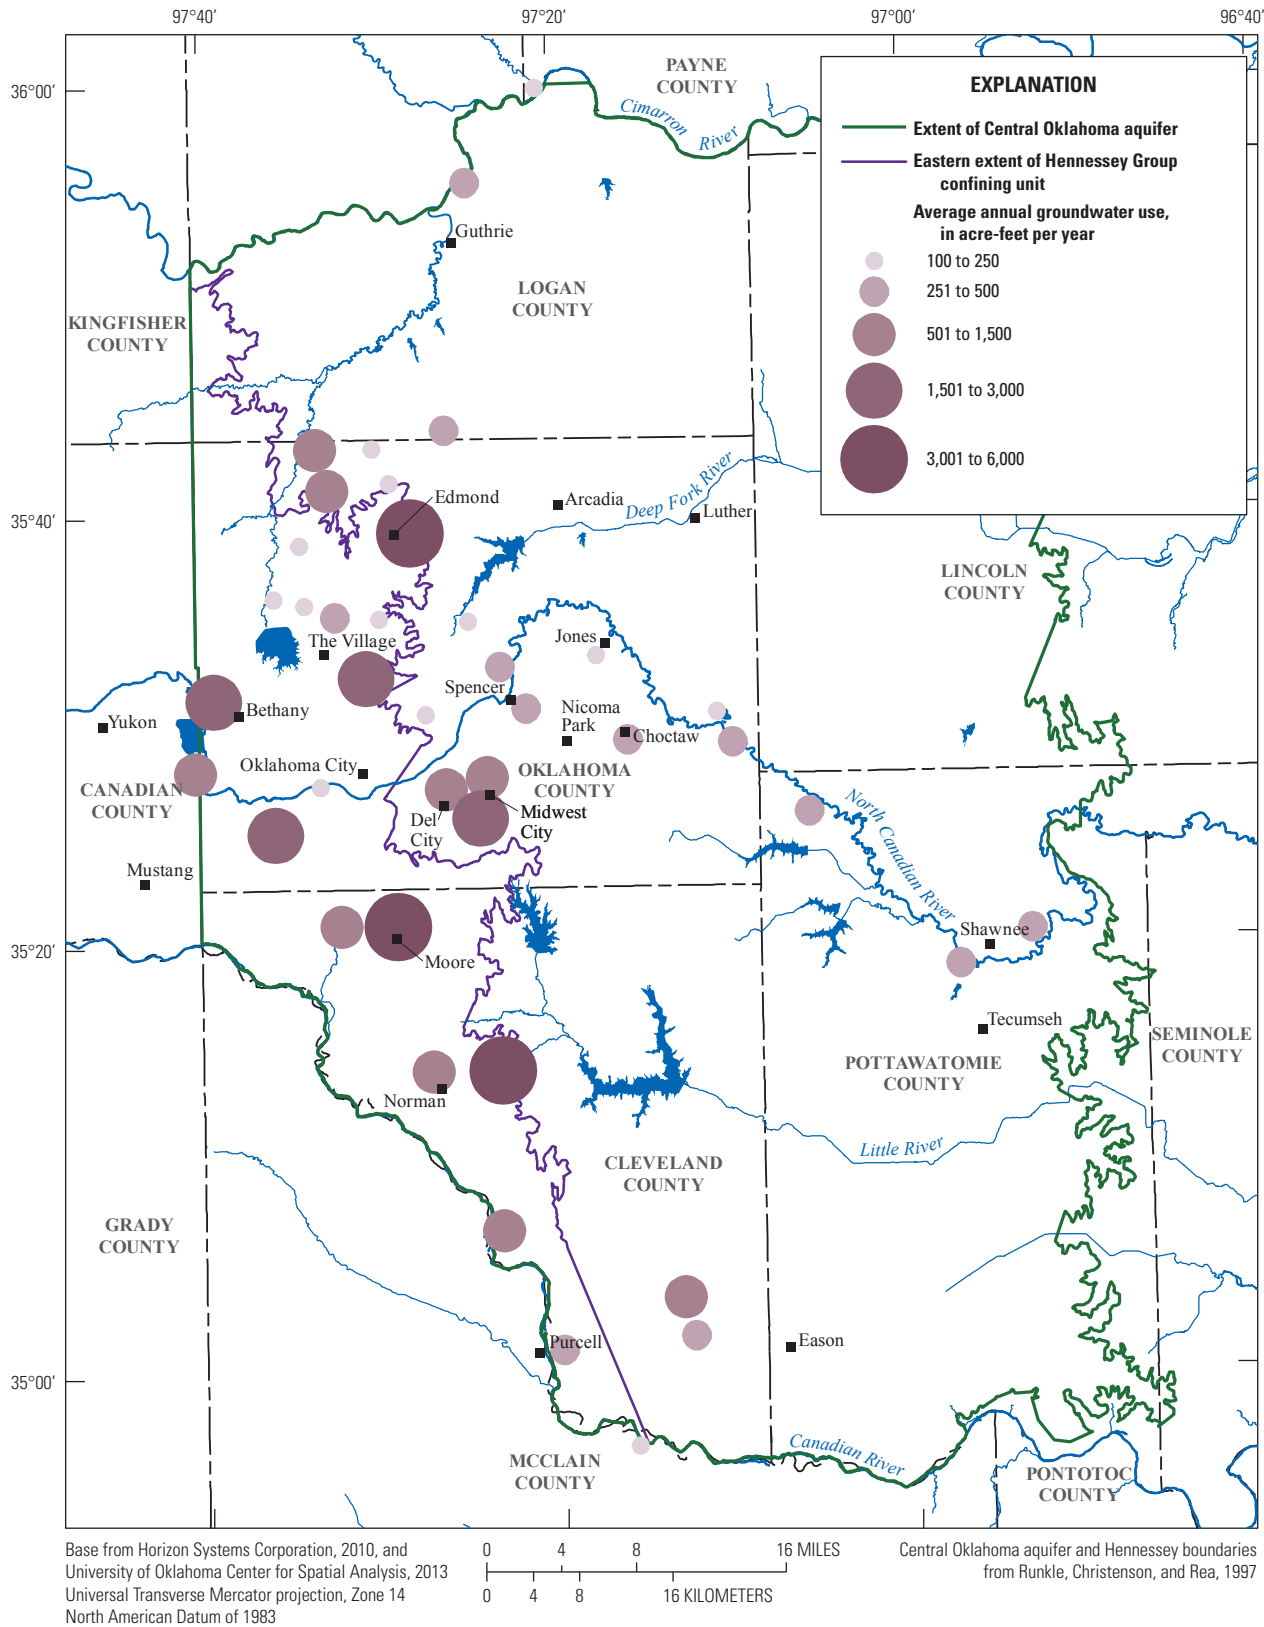 97°40′
97°20′
97°00′
96°40′
36°00′
35°40′
35°20′
35°00′
PAYNE
COUNTY
Cimarron
River
EXPLANATION
Extent of Central Oklahoma aquifer
Eastern extent of Hennessey Group
confining unit
Average annual groundwater use,
in acre-feet per year
100 to 250
251 to 500
501 to 1,500
1,501 to 3,000
3,001 to 6,000
Guthrie
LOGAN
COUNTY
KINGFISHER
COUNTY
Edmond
Arcadia
Deep Fork River
Luther
LINCOLN
COUNTY
The Village
Jones
Spencer
Bethany
Yukon
Nicoma
Park
Choctaw
Oklahoma City
OKLAHOMA
COUNTY
CANADIAN
COUNTY
Del
City
Midwest
City
North Canadian River
Mustang
Moore
Shawnee
Tecumseh
SEMINOLE
COUNTY
POTTAWATOMIE
COUNTY
Norman
Little River
CLEVELAND
COUNTY
GRADY
COUNTY
Purcell
Eason
MCCLAIN
COUNTY
Canadian River
PONTOTOC
COUNTY
Base from Horizon Systems Corporation, 2010, and
University of Oklahoma Center for Spatial Analysis, 2013
Universal Transverse Mercator projection, Zone 14
North American Datum of 1983
0 4 8 16 MILES
0 4 8 16 KILOMETERS
Central Oklahoma aquifer and Hennessey boundaries
from Runkle, Christenson, and Rea, 1997